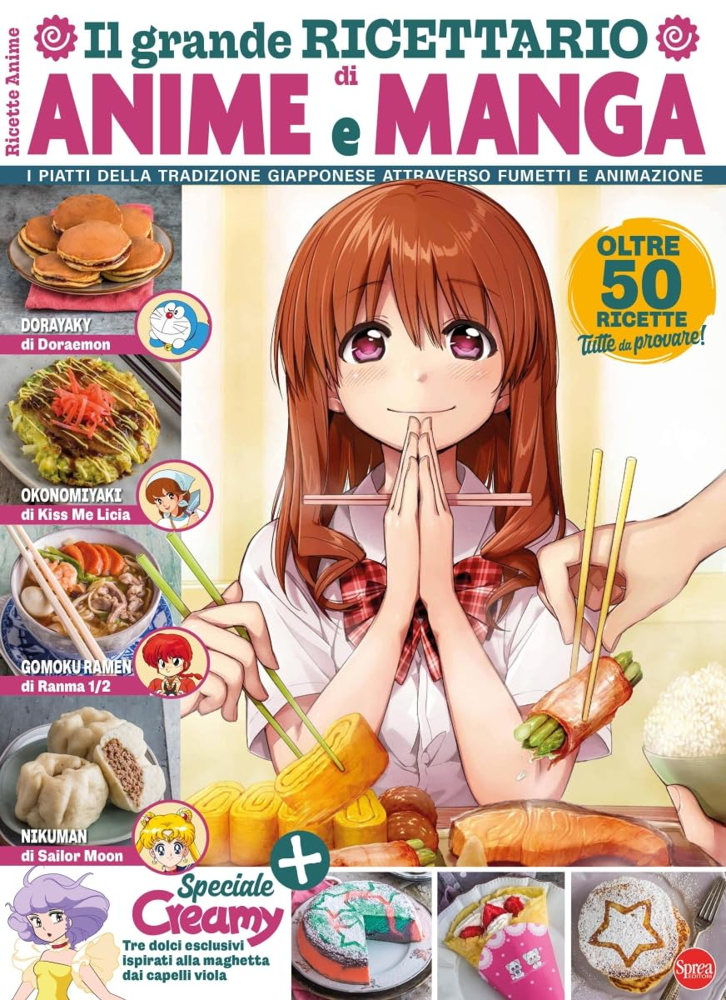 Ricette Anime
Il grande RICETTARIO
di
ANIME e MANGA
I PIATTI DELLA TRADIZIONE GIAPPONESE ATTRAVERSO FUMETTI E ANIMAZIONE
OLTRE
50
RICETTE
Tutte da provare!
DORAYAKY
di Doraemon
OKONOMIYAKI
di Kiss Me Licia
GOMOKU RAMEN
di Ranma 1/2
NIKUMAN
di Sailor Moon
+
Speciale
Creamy
Tre dolci esclusivi
ispirati alla maghetta
dai capelli viola
Sprea
EDITORI